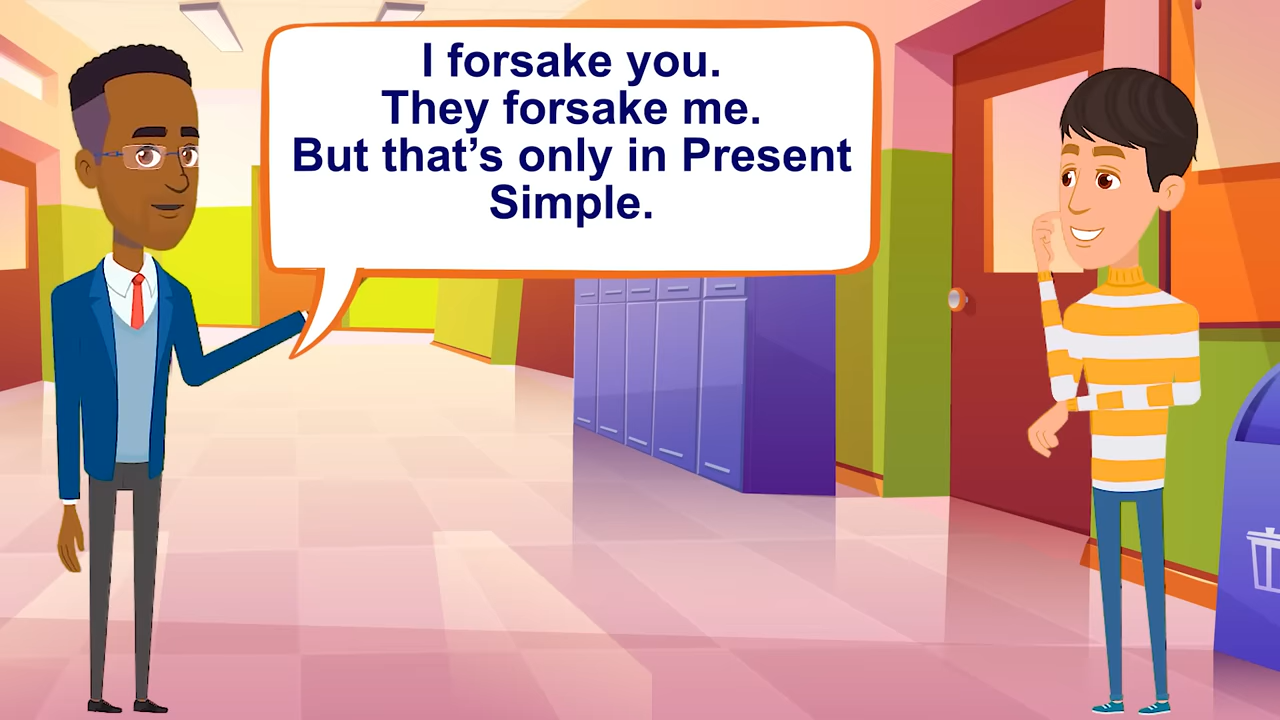 I forsake you.
They forsake me.
But that’s only in Present
Simple.